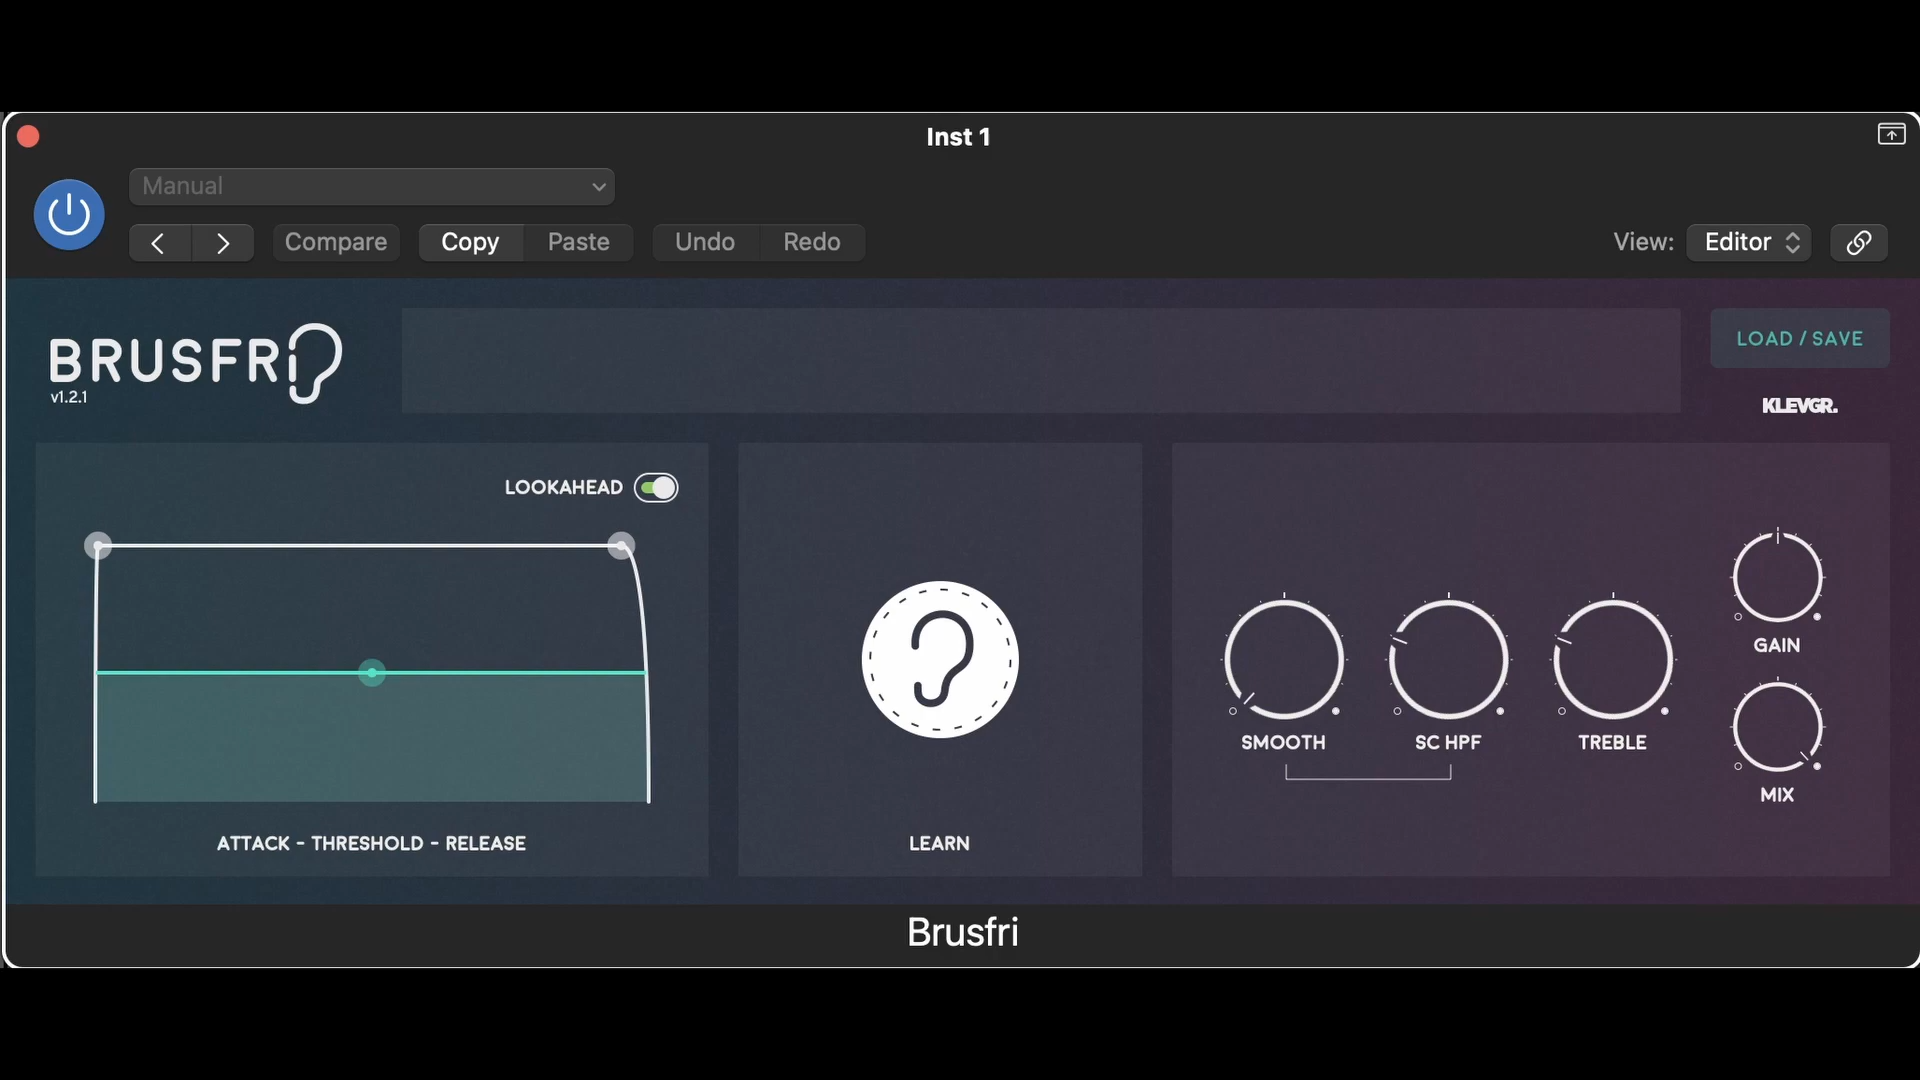 Inst 1
Manual
Compare
Copy
Paste
Undo
Redo
View:
Editor
BRUSFRI
v1.2.1
LOAD / SAVE
KLEVGR.
LOOKAHEAD
ATTACK - THRESHOLD - RELEASE
LEARN
SMOOTH
SC HPF
TREBLE
GAIN
MIX
Brusfri